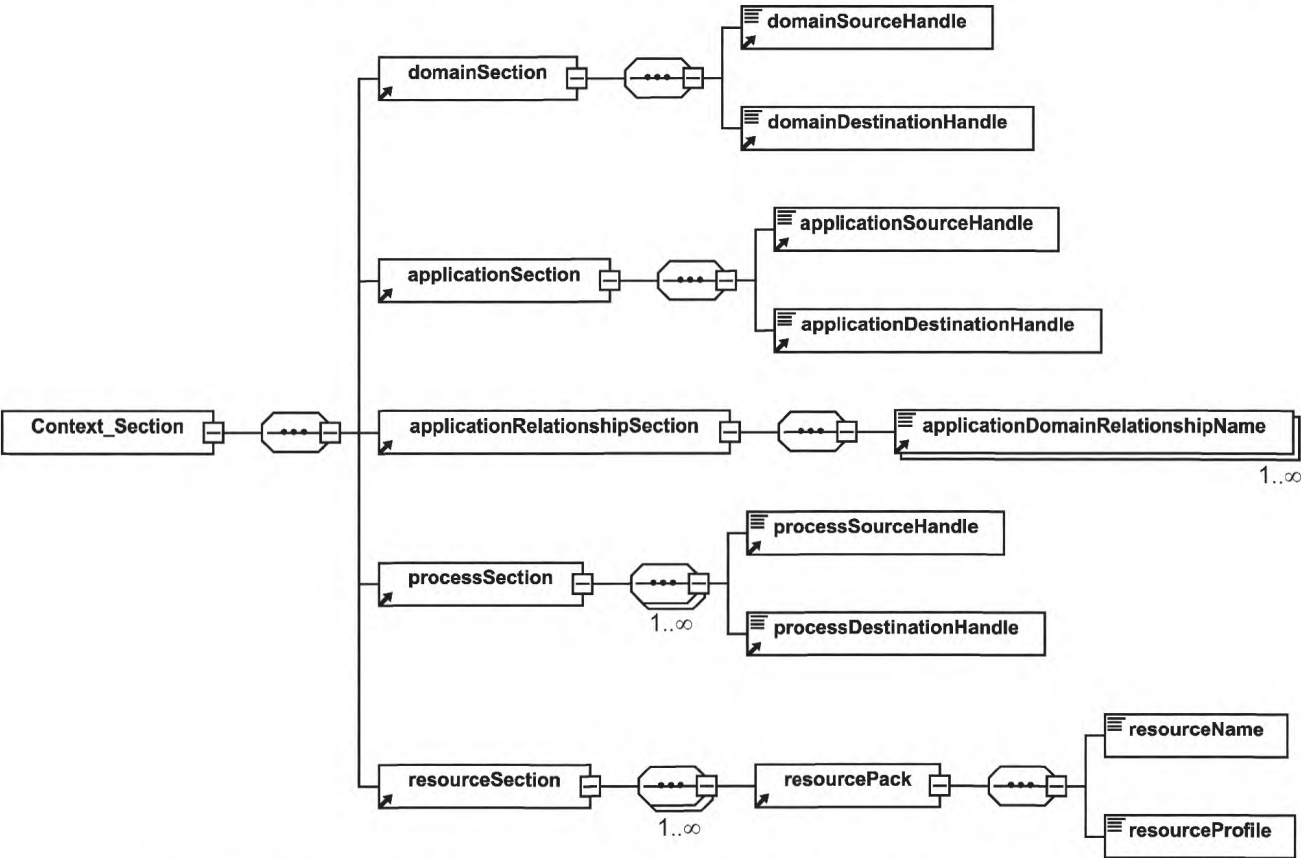 domainSourceHandle
domainSection
domainDestinationHandle
applicationSourceHandle
applicationSection
applicationDestinationHandle
Context_Section
applicationRelationshipSection
applicationDomainRelationshipName
1..∞
processSourceHandle
processSection
1..∞
processDestinationHandle
resourceName
resourceSection
resourcePack
1..∞
resourceProfile